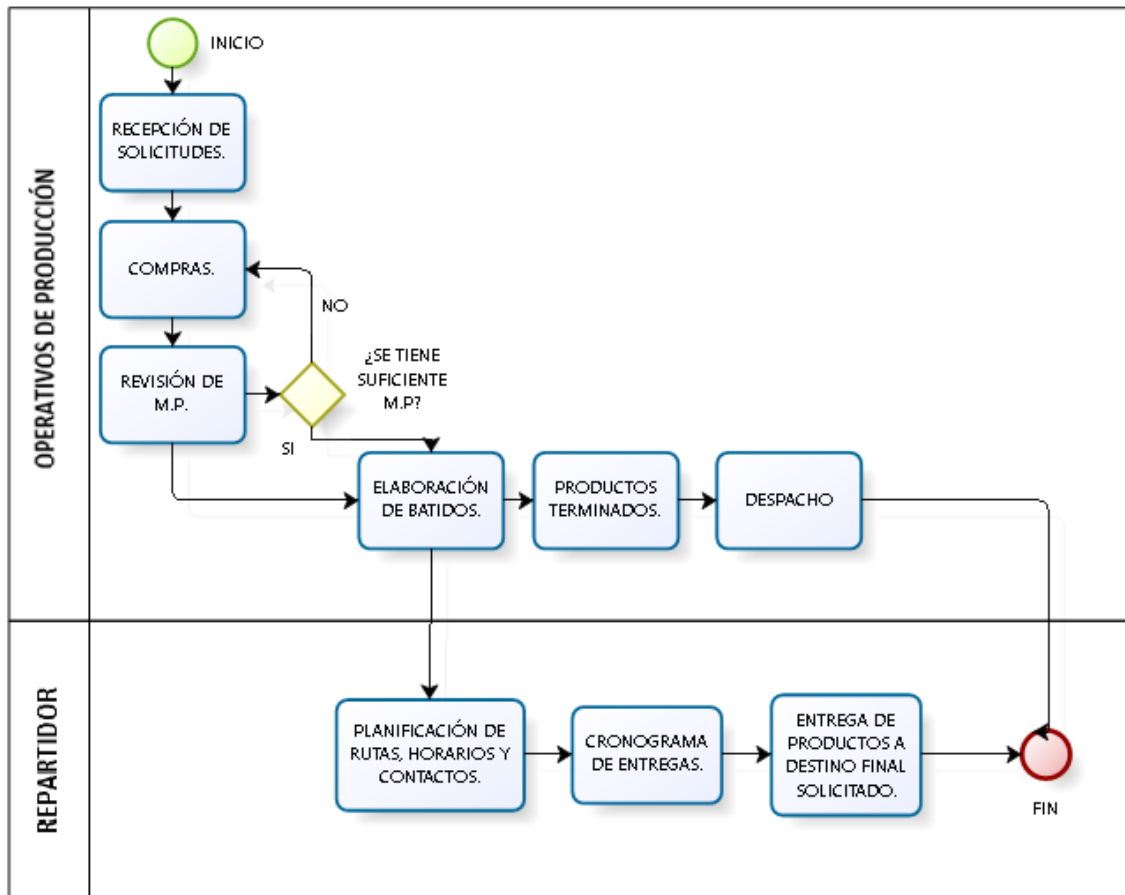 OPERATIVOS DE PRODUCCIÓN
INICIO
RECEPCIÓN DE
SOLICITUDES.
COMPRAS.
NO
REVISIÓN DE
M.P.
¿SE TIENE
SUFICIENTE
M.P?
SI
ELABORACIÓN
DE BATIDOS.
PRODUCTOS
TERMINADOS.
DESPACHO
REPARTIDOR
PLANIFICACIÓN DE
RUTAS, HORARIOS Y
CONTACTOS.
CRONOGRAMA
DE ENTREGAS.
ENTREGA DE
PRODUCTOS A
DESTINO FINAL
SOLICITADO.
FIN